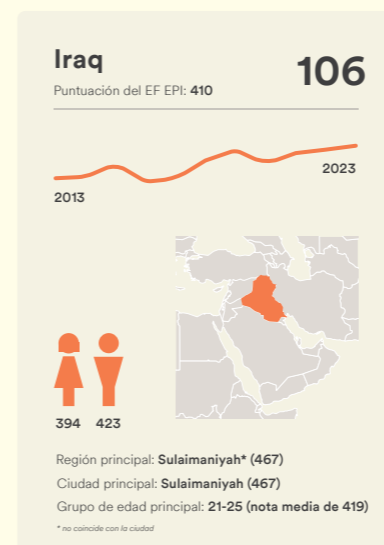 Iraq
106
Puntuación del EF EPI: 410
2023
2013
394 423
Región principal: Sulaimaniyah* (467)
Ciudad principal: Sulaimaniyah (467)
Grupo de edad principal: 21-25 (nota media de 419)
* no coincide con la ciudad